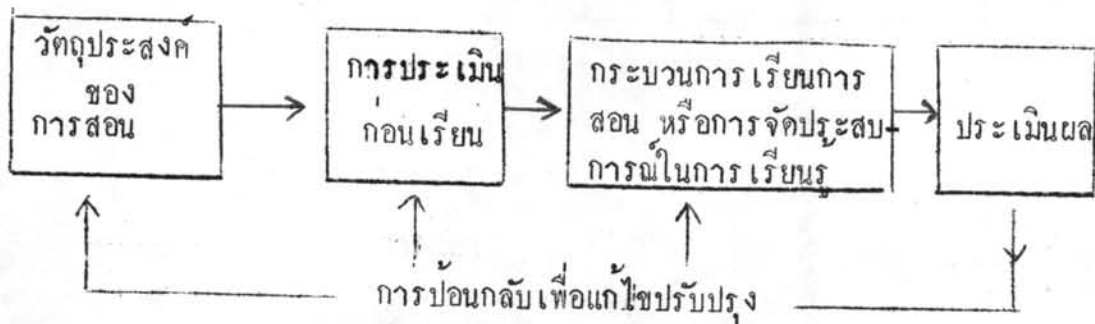 วัตถุประสงค์
ของ
การสอน
การประเมิน
ก่อนเรียน
กระบวนการเรียนการ
สอน หรือการจัดประสบ-
การณ์ในการเรียนรู้
ประเมินผล
การป้อนกลับเพื่อแก้ไขปรับปรุง